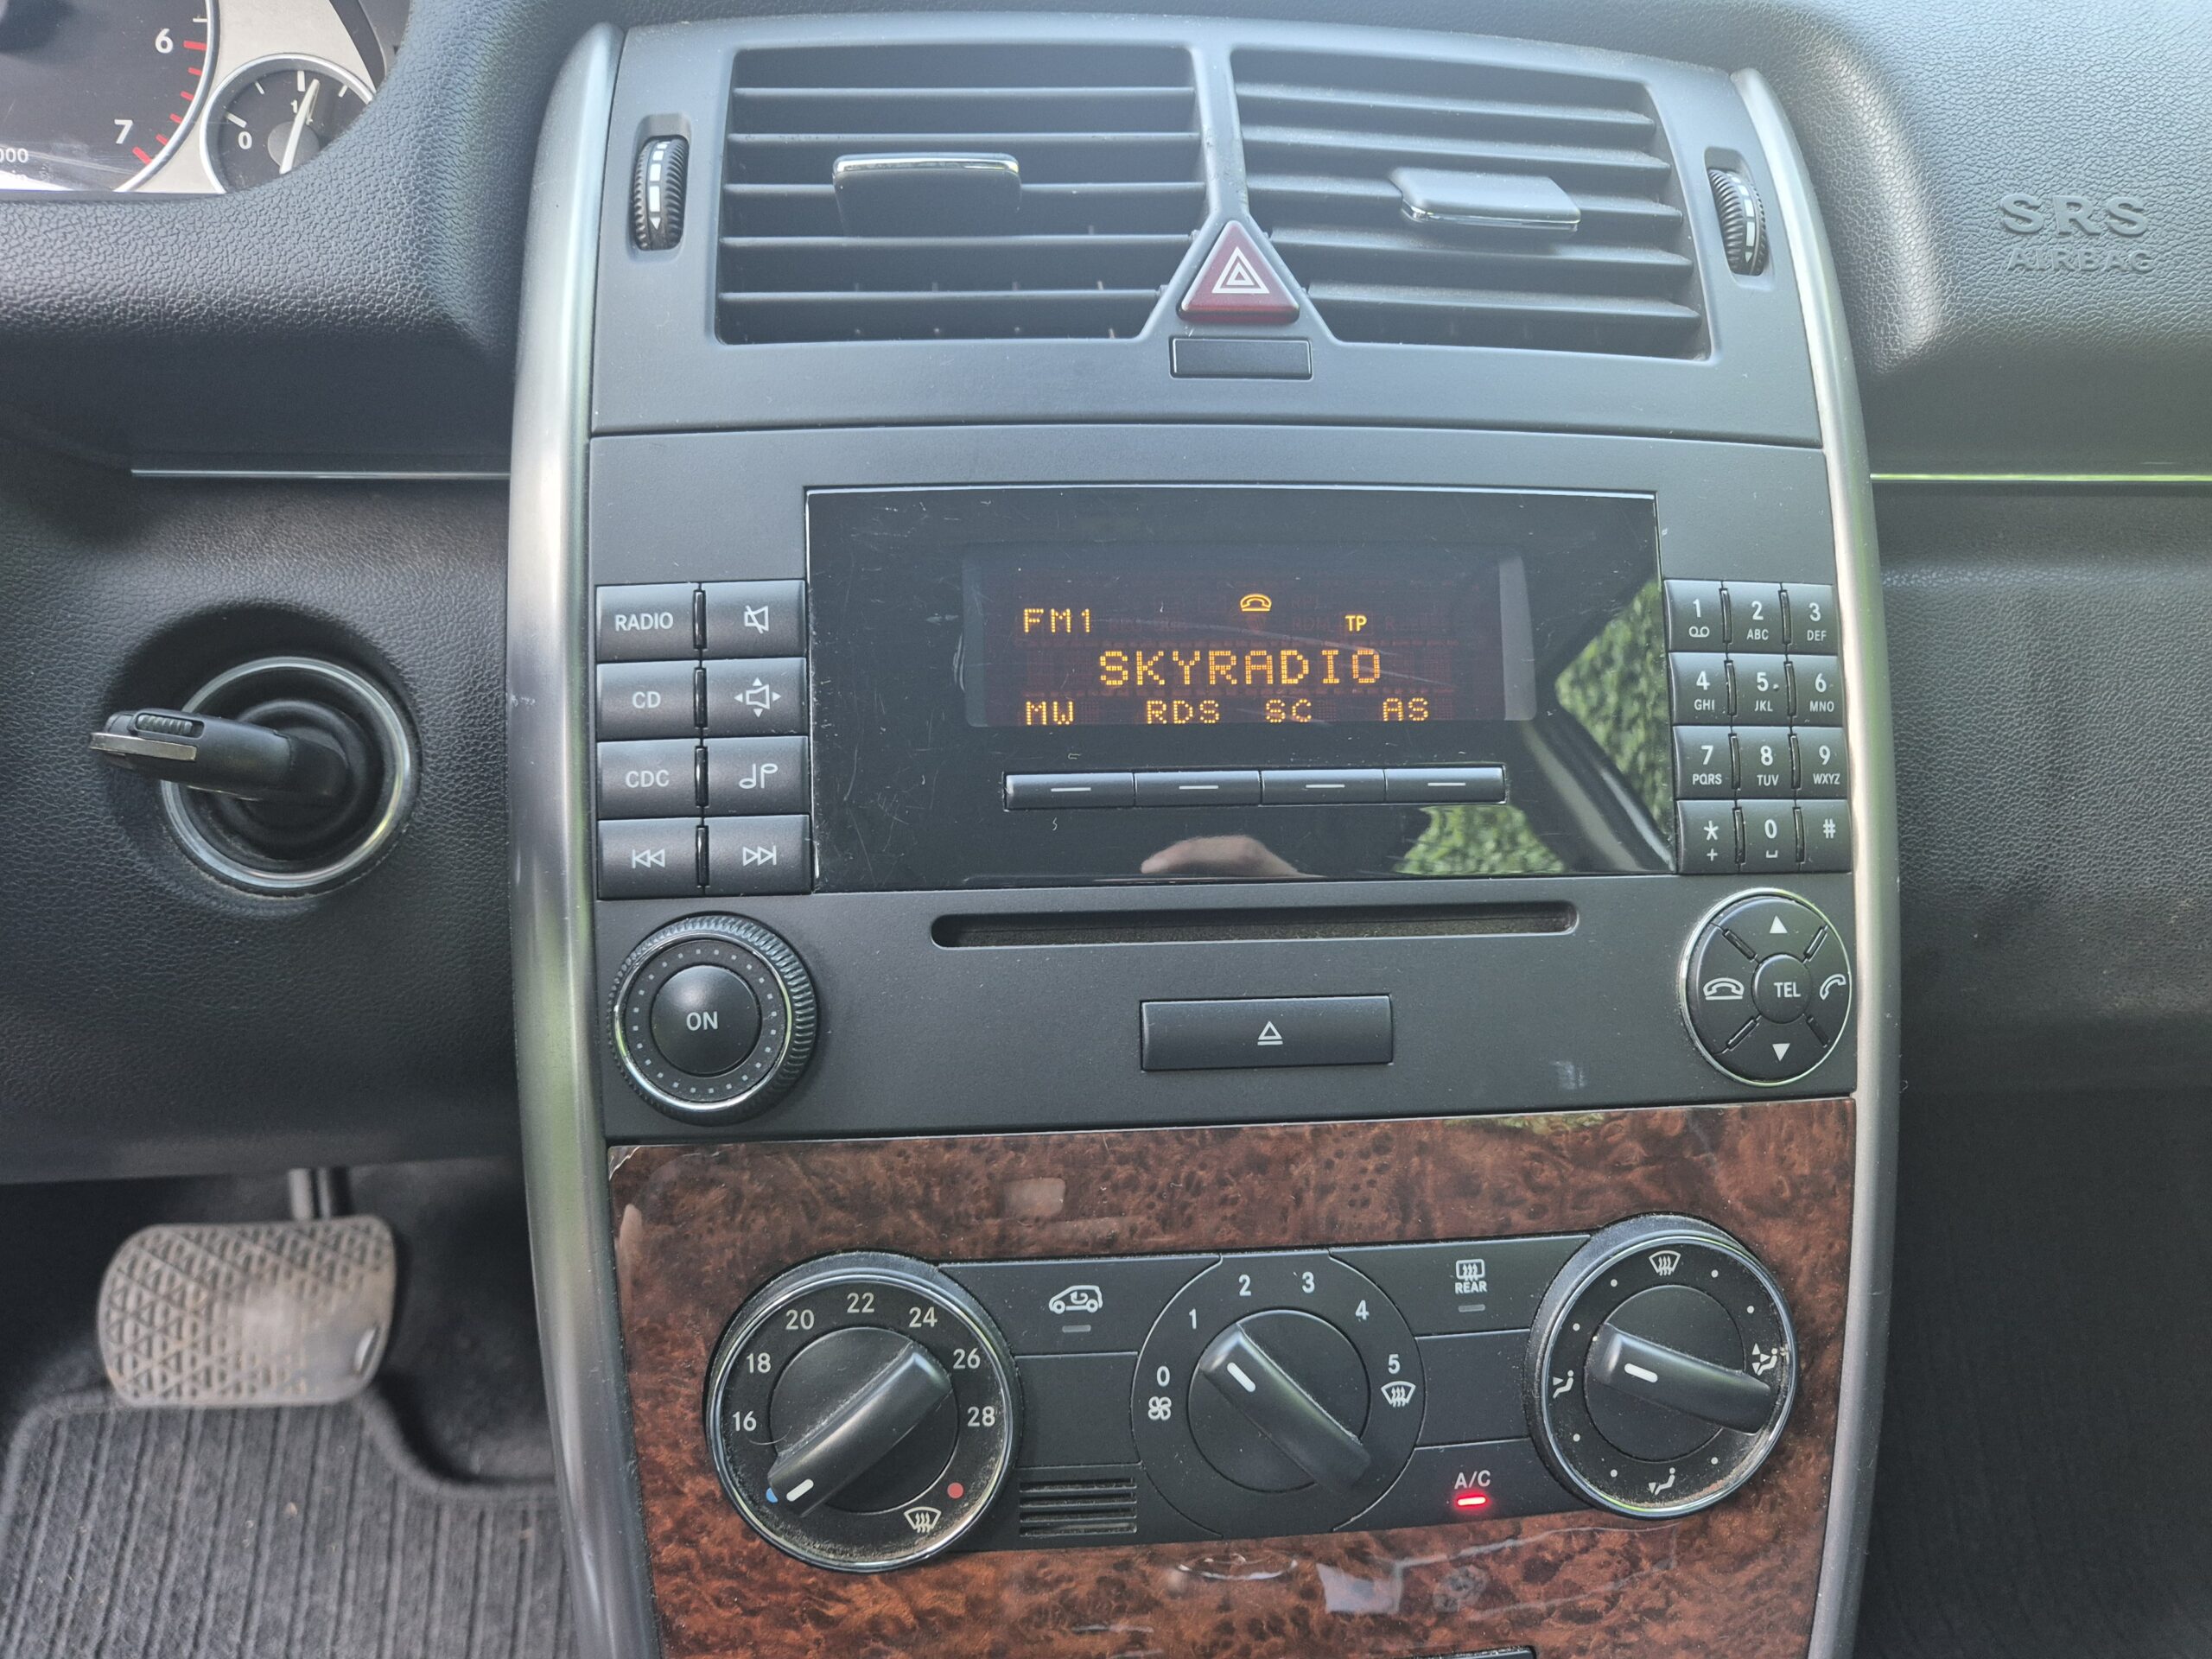 6
7
1
0
000
SRS
AIRBAG
RADIO
CD
CDC
ON
FM1 TP
SKYRADIO
MW RDS SC AS
1 2 ABC 3 DEF
4 GHI 5 JKL 6 MNO
7 PQRS 8 TUV 9 WXYZ
* + 0 #
TEL
16 18 20 22 24 26 28
0 1 2 3 4 5
REAR
A/C